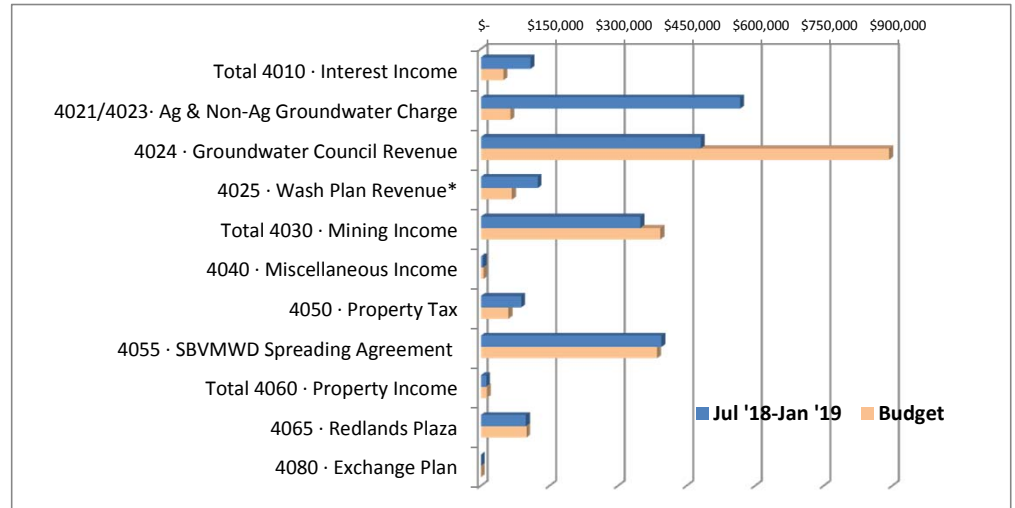 $- $150,000 $300,000 $450,000 $600,000 $750,000 $900,000
Total 4010 · Interest Income
4021/4023· Ag & Non-Ag Groundwater Charge
4024 · Groundwater Council Revenue
4025 · Wash Plan Revenue*
Total 4030 · Mining Income
4040 · Miscellaneous Income
4050 · Property Tax
4055 · SBVMWD Spreading Agreement
Total 4060 · Property Income
4065 · Redlands Plaza
4080 · Exchange Plan
Jul '18-Jan '19 Budget